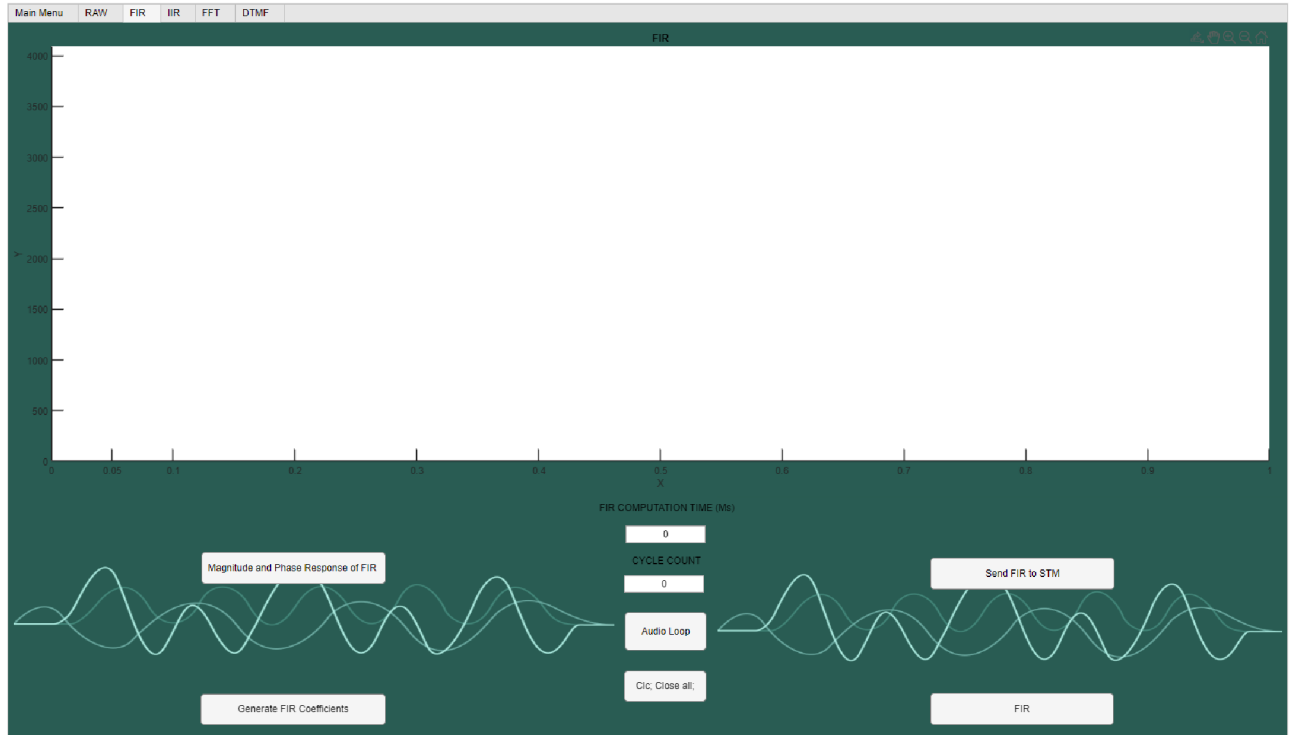 Main Menu RAW FIR IIR FFT DTMF
FIR
4000
3500
3000
2500
Y
2000
1500
1000
500
0
0 0.05 0.1 0.2 0.3 0.4 0.5 0.6 0.7 0.8 0.9 1
X
FIR COMPUTATION TIME (Ms)
0
CYCLE COUNT
Magnitude and Phase Response of FIR
Send FIR to STM
0
Audio Loop
Clc; Close all;
Generate FIR Coefficients
FIR